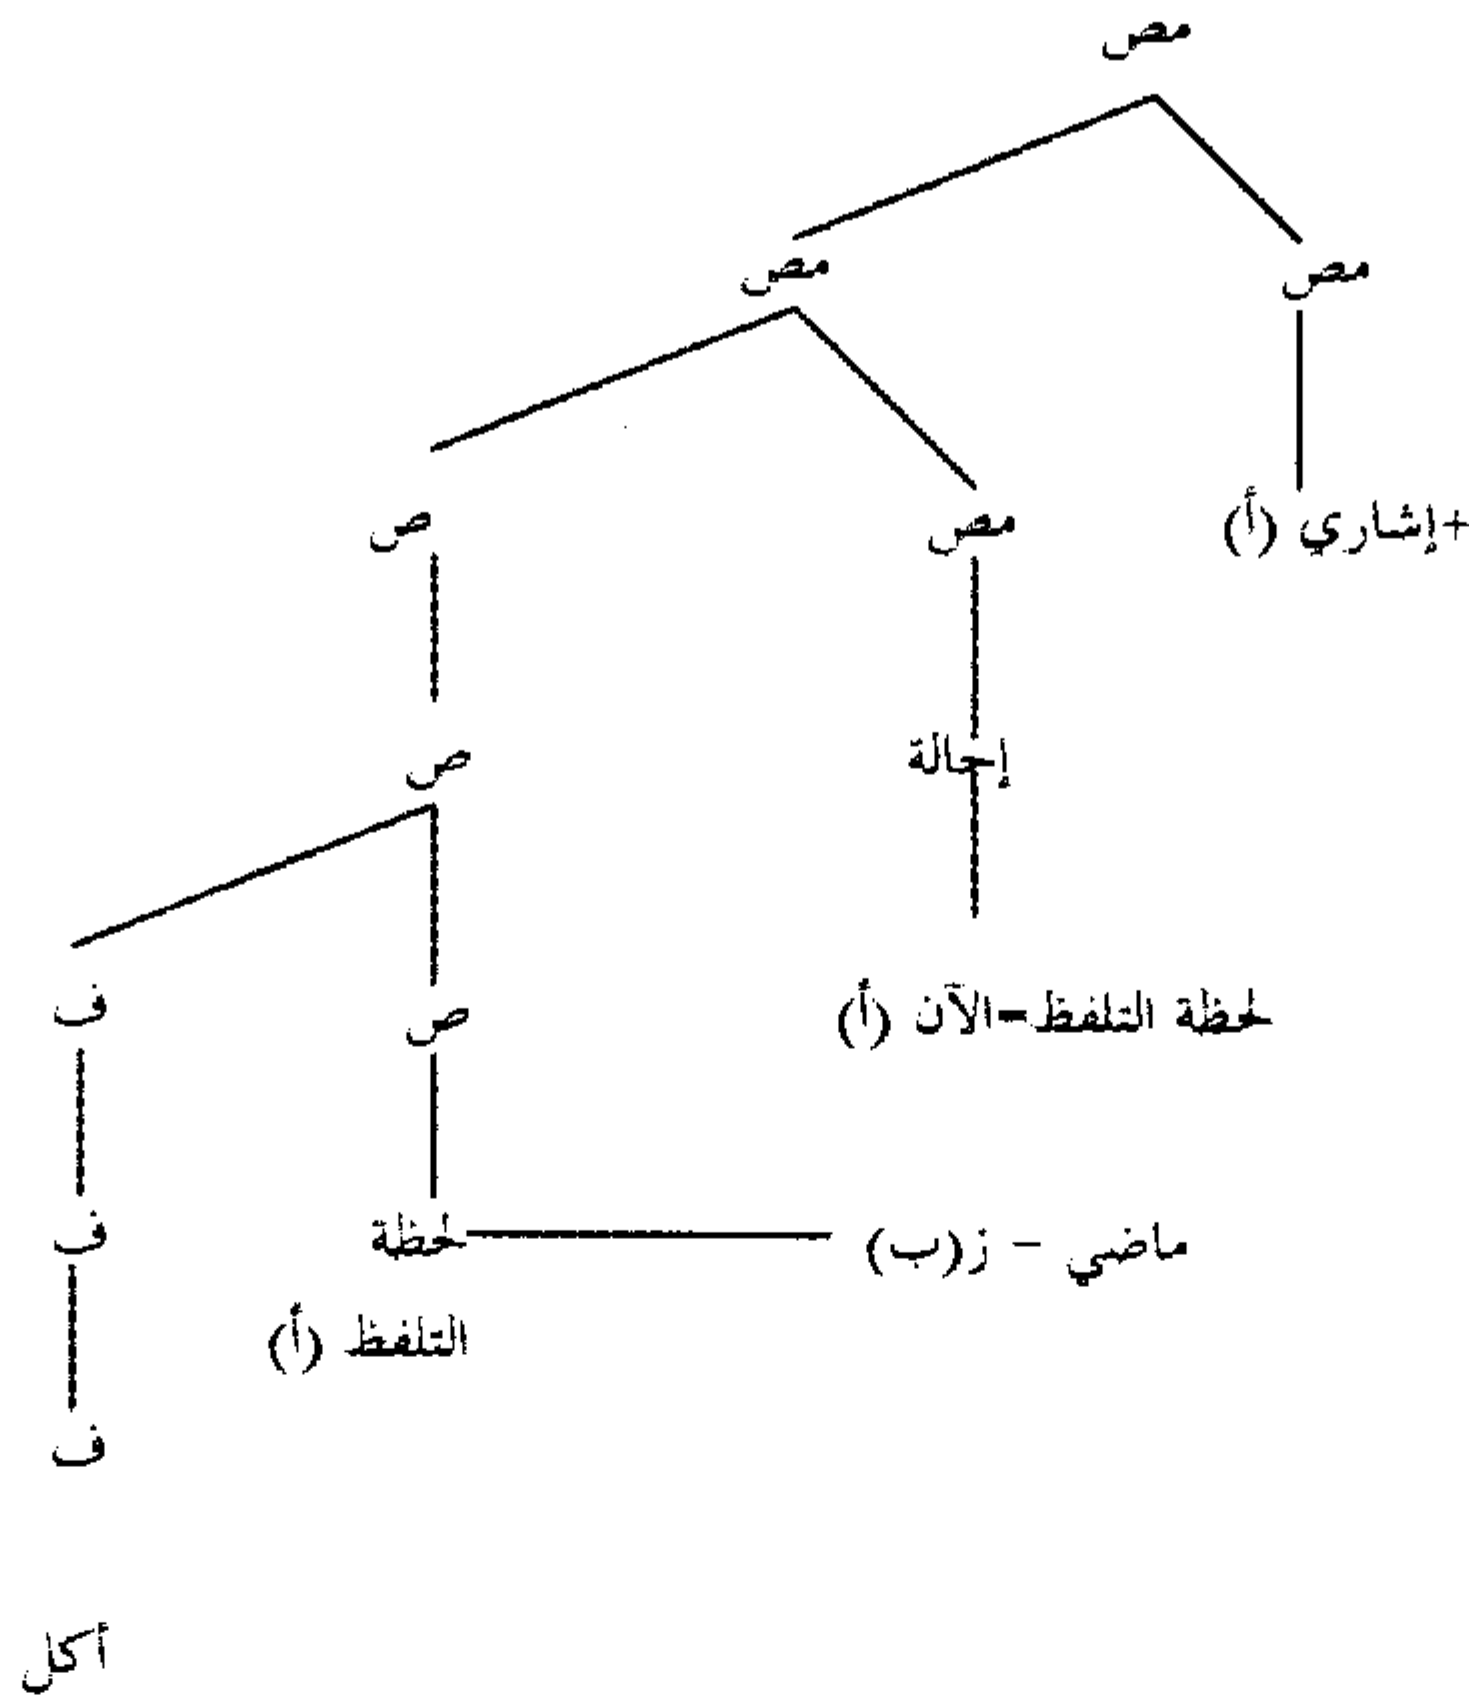 مص
مص
مص
+إشاري (أ)
مص
ص
إحالة
ص
لحظة التلفظ=الآن (أ)
ص
ف
ماضي - ز(ب)
لحظة
ف
التلفظ (أ)
ف
أكل